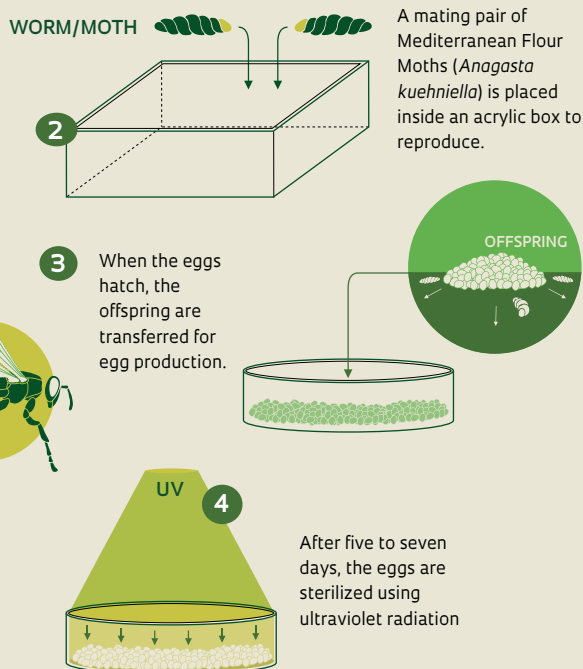 WORM/MOTH
2
A mating pair of
Mediterranean Flour
Moths (Anagasta
kuehniella) is placed
inside an acrylic box to
reproduce.
OFFSPRING
3
When the eggs
hatch, the
offspring are
transferred for
egg production.
UV
4
After five to seven
days, the eggs are
sterilized using
ultraviolet radiation